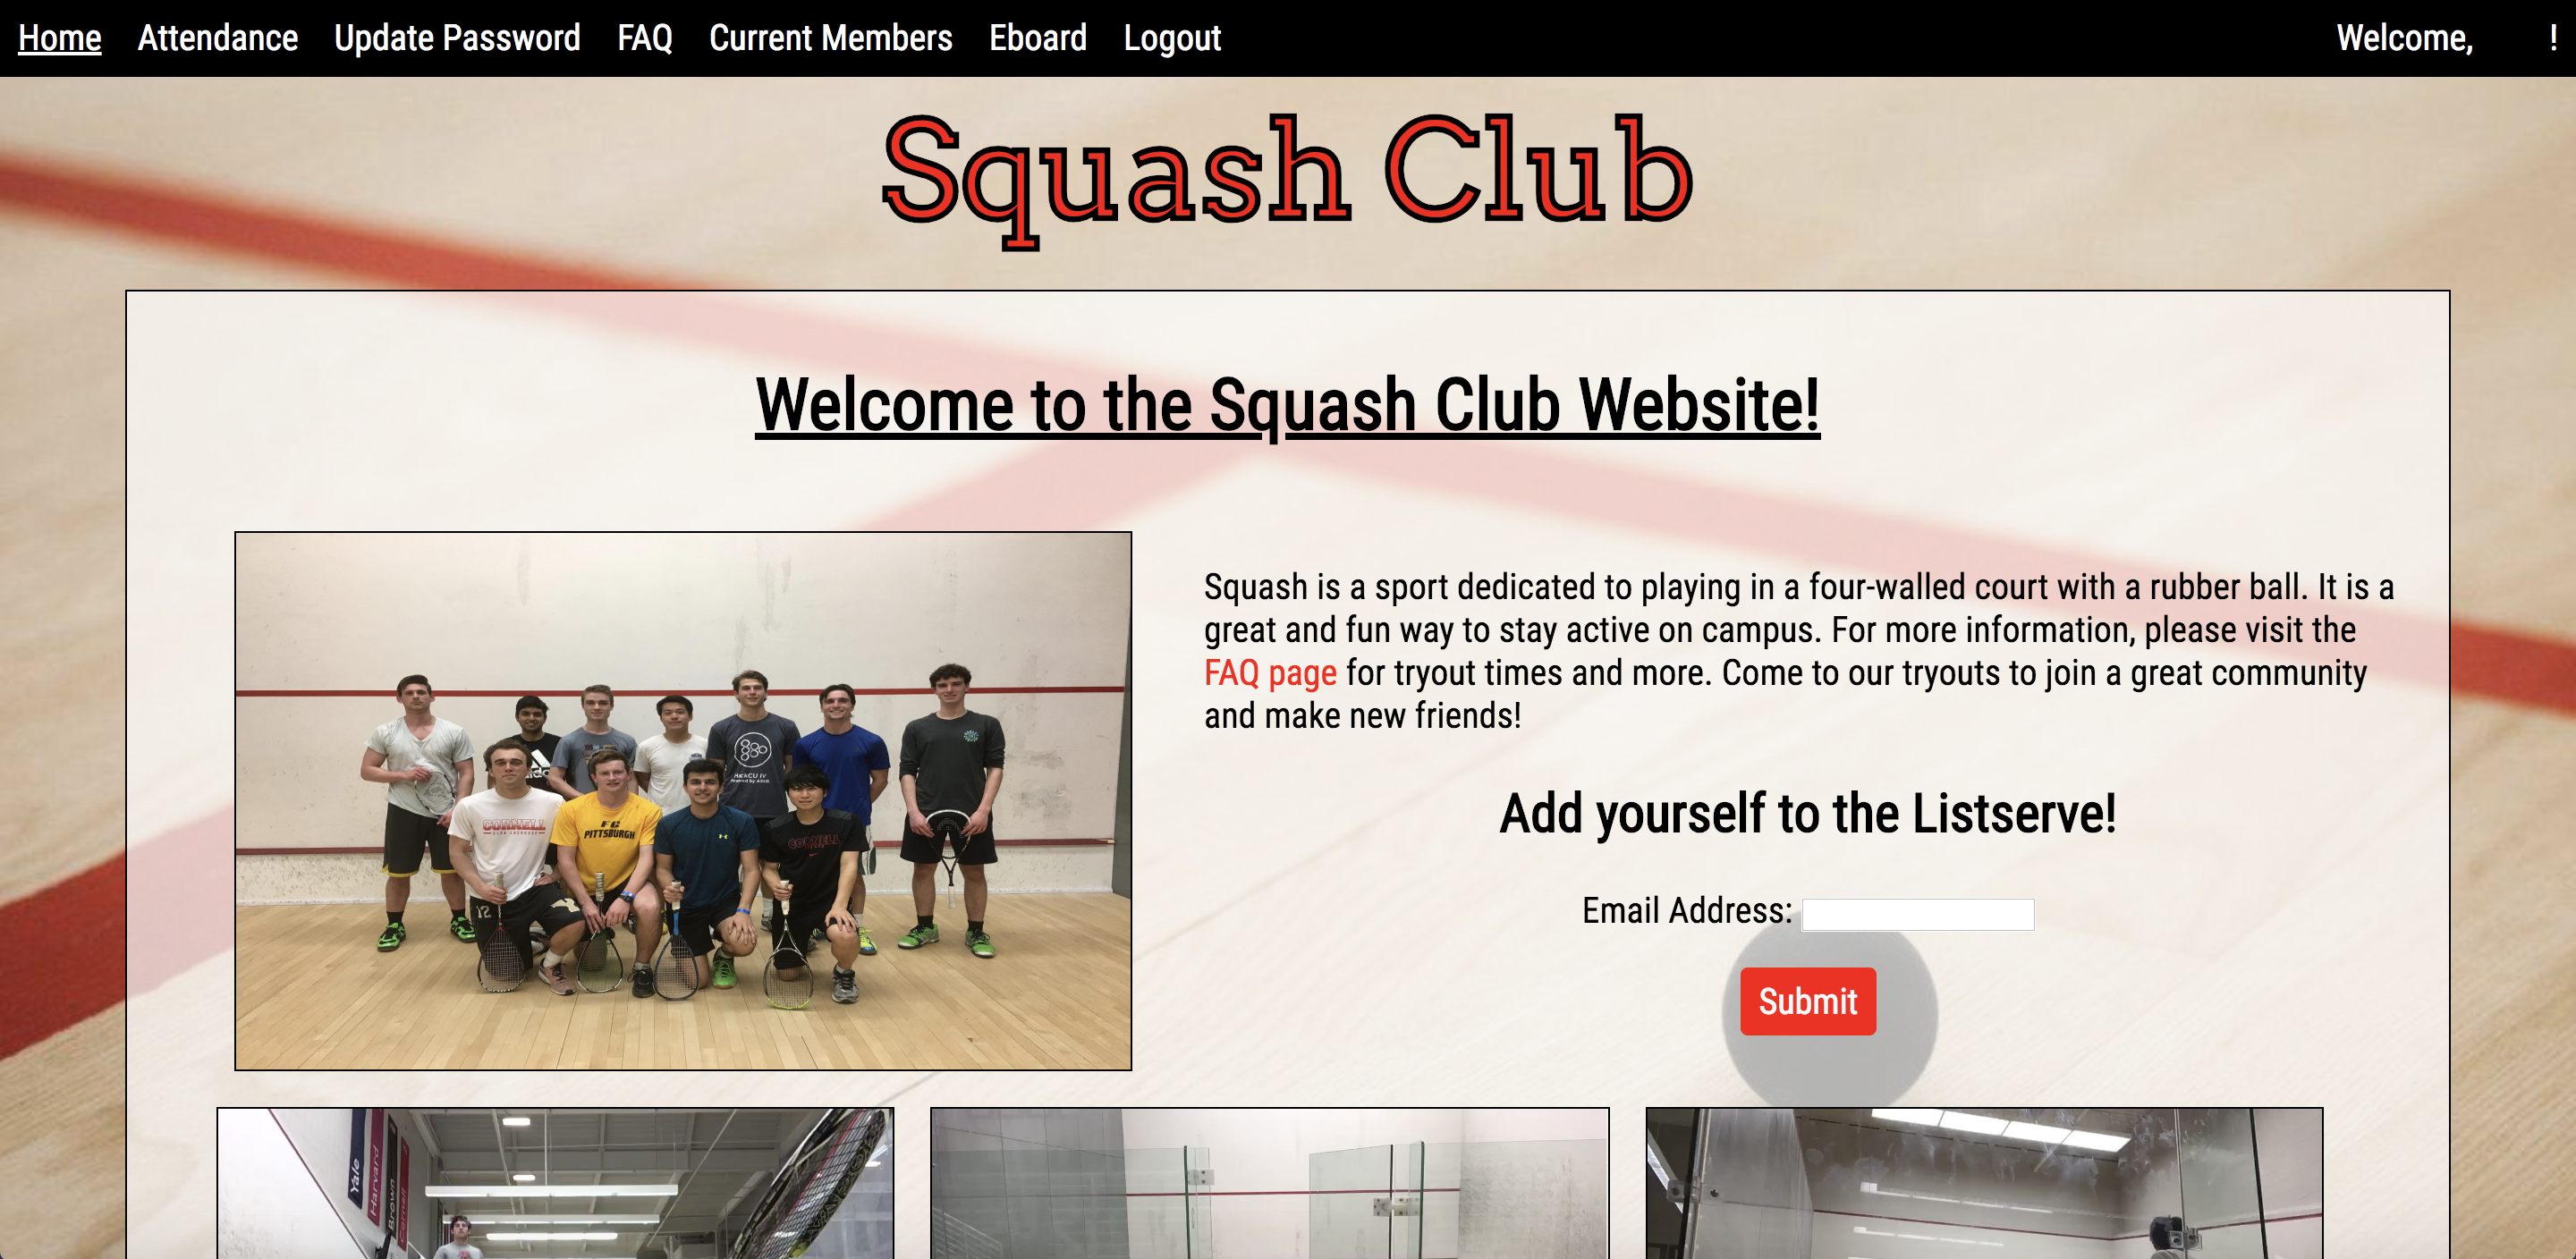 Home Attendance Update Password FAQ Current Members Eboard Logout Welcome, !
Squash Club
Welcome to the Squash Club Website!
Squash is a sport dedicated to playing in a four-walled court with a rubber ball. It is a
great and fun way to stay active on campus. For more information, please visit the
FAQ page for tryout times and more. Come to our tryouts to join a great community
and make new friends!
Add yourself to the Listserve!
Email Address:
Submit
CORNELL
FC
PITTSBURGH
CORNELL
12
Yale
Harvard
Brown
Cornell